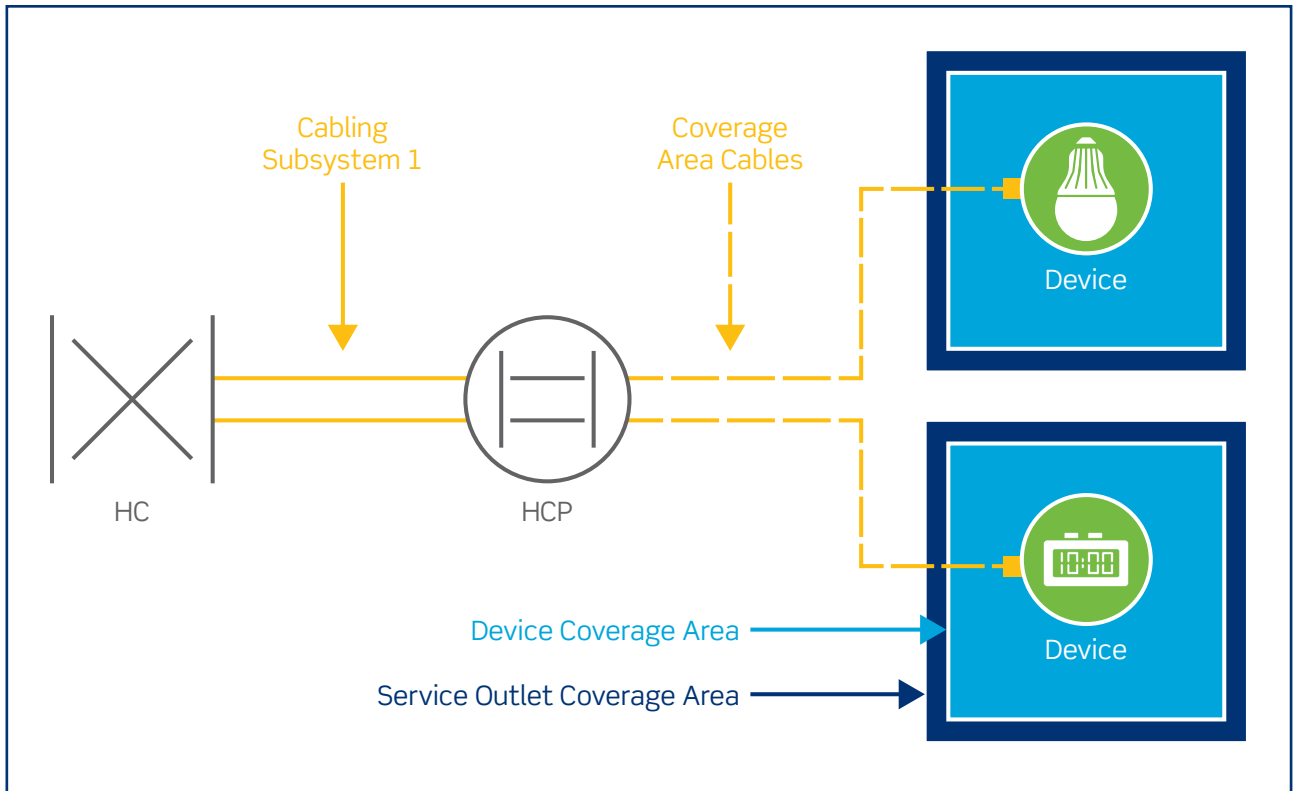 Cabling
Subsystem 1
Coverage
Area Cables
Device
HC
HCP
10:00
Device Coverage Area
Device
Service Outlet Coverage Area